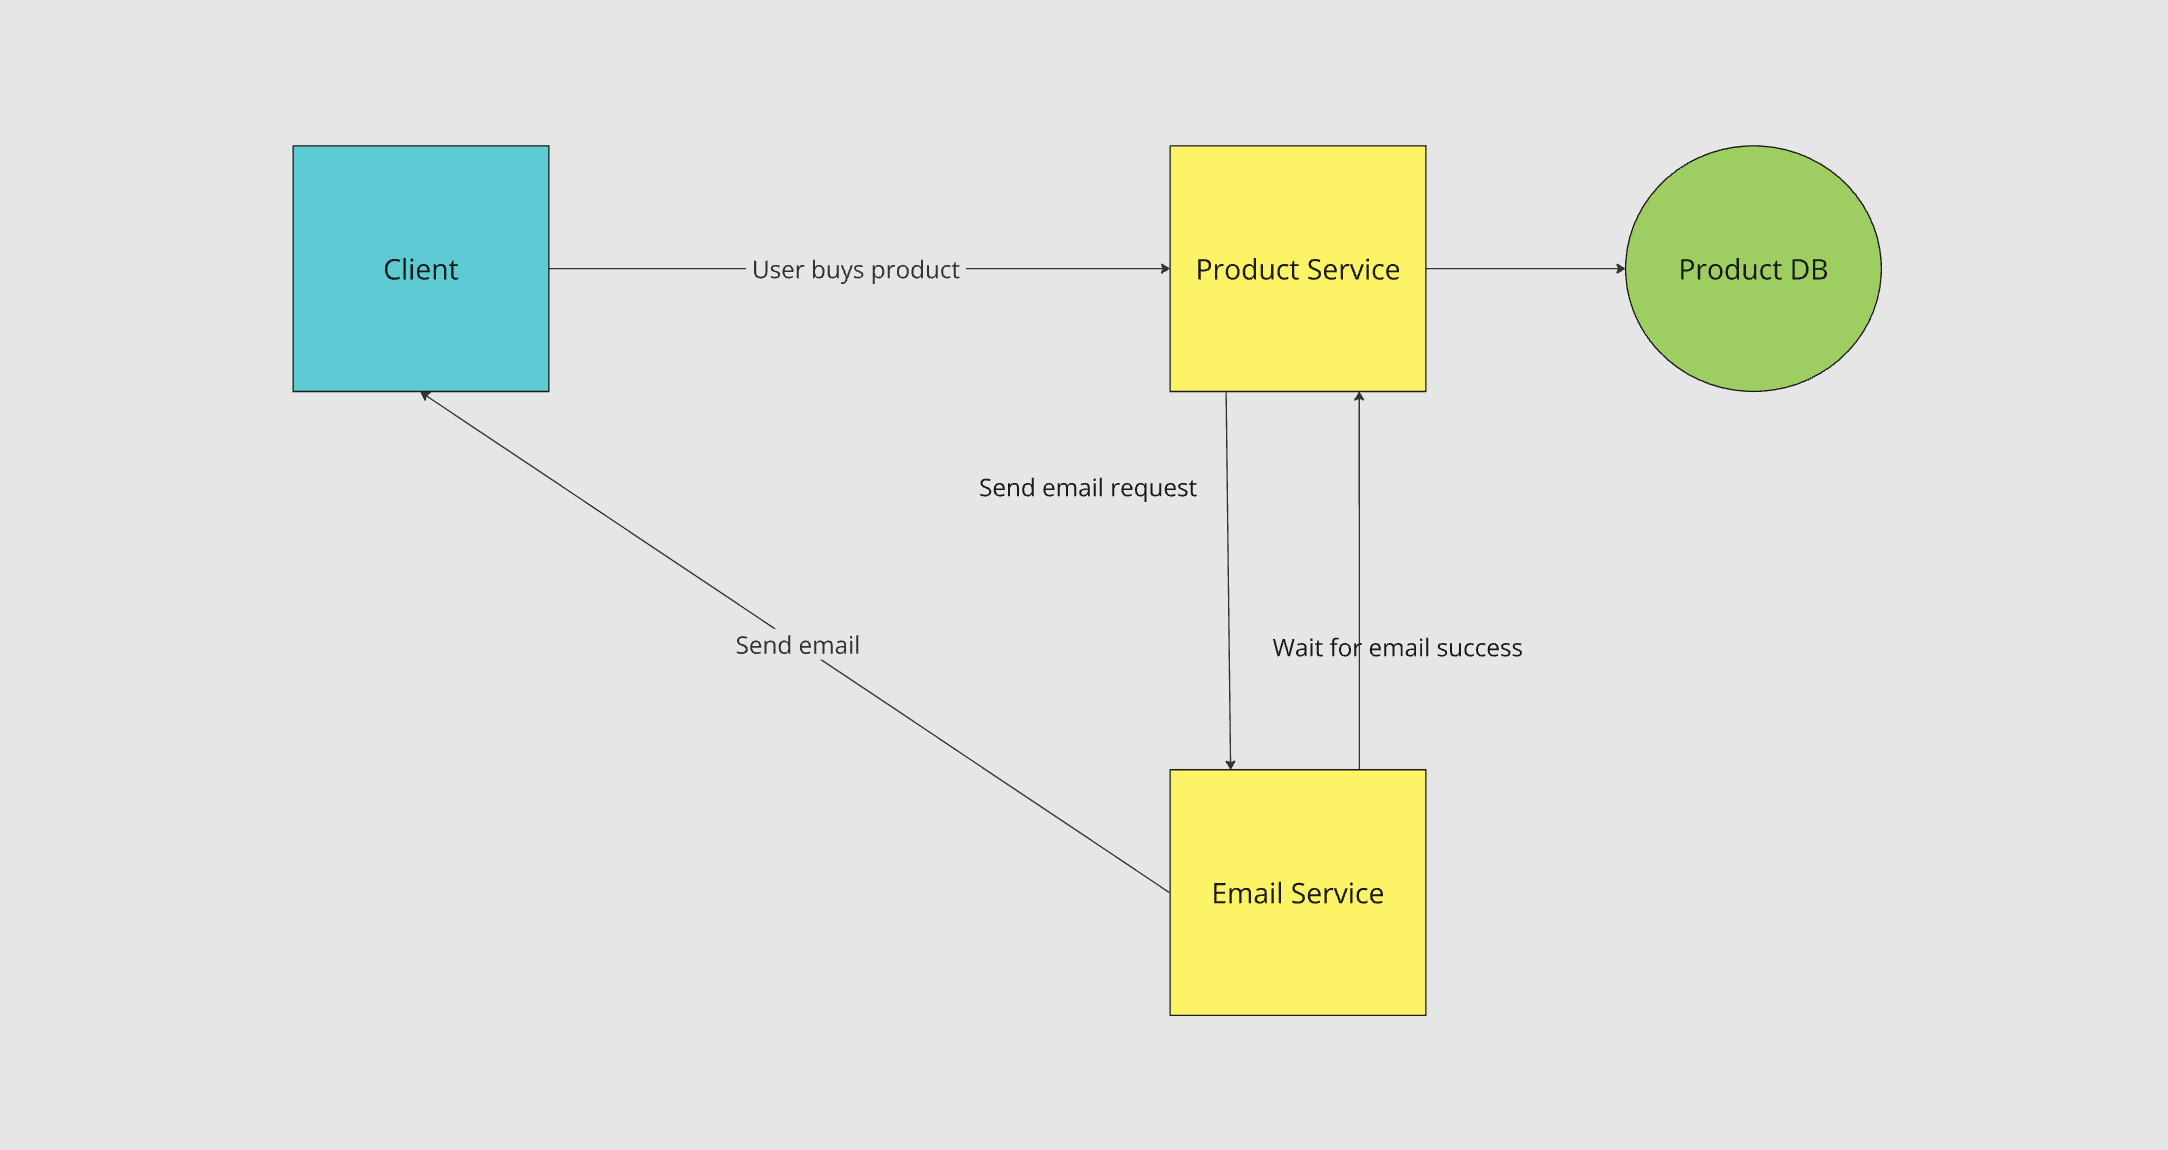 Client
User buys product
Product Service
Product DB
Send email request
Send email
Wait for email success
Email Service